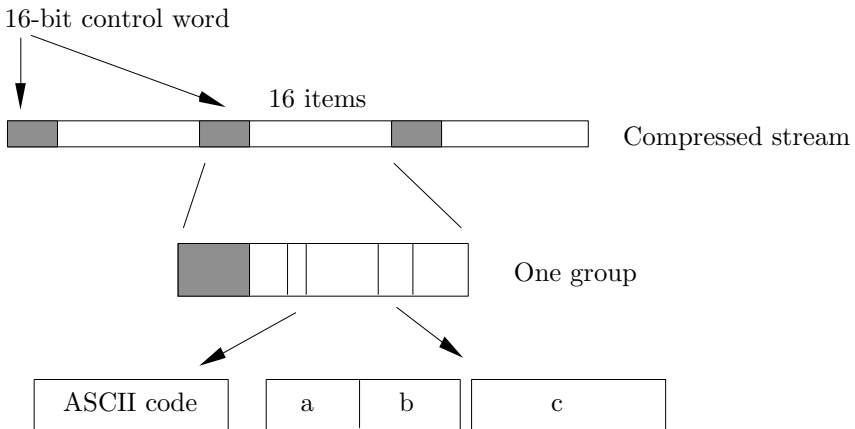 16-bit control word
16 items
Compressed stream
One group
ASCII code
a
b
c